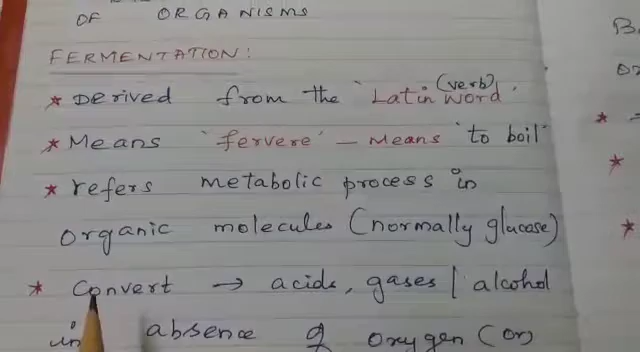 OF ORGANISMS
FERMENTATION:
* Derived from the 'Latin word' (verb)
* Means 'fervere' - Means 'to boil'
* refers metabolic process in
organic molecules (normally glucose)
* Convert → acids, gases / alcohol
in absence of oxygen (or)